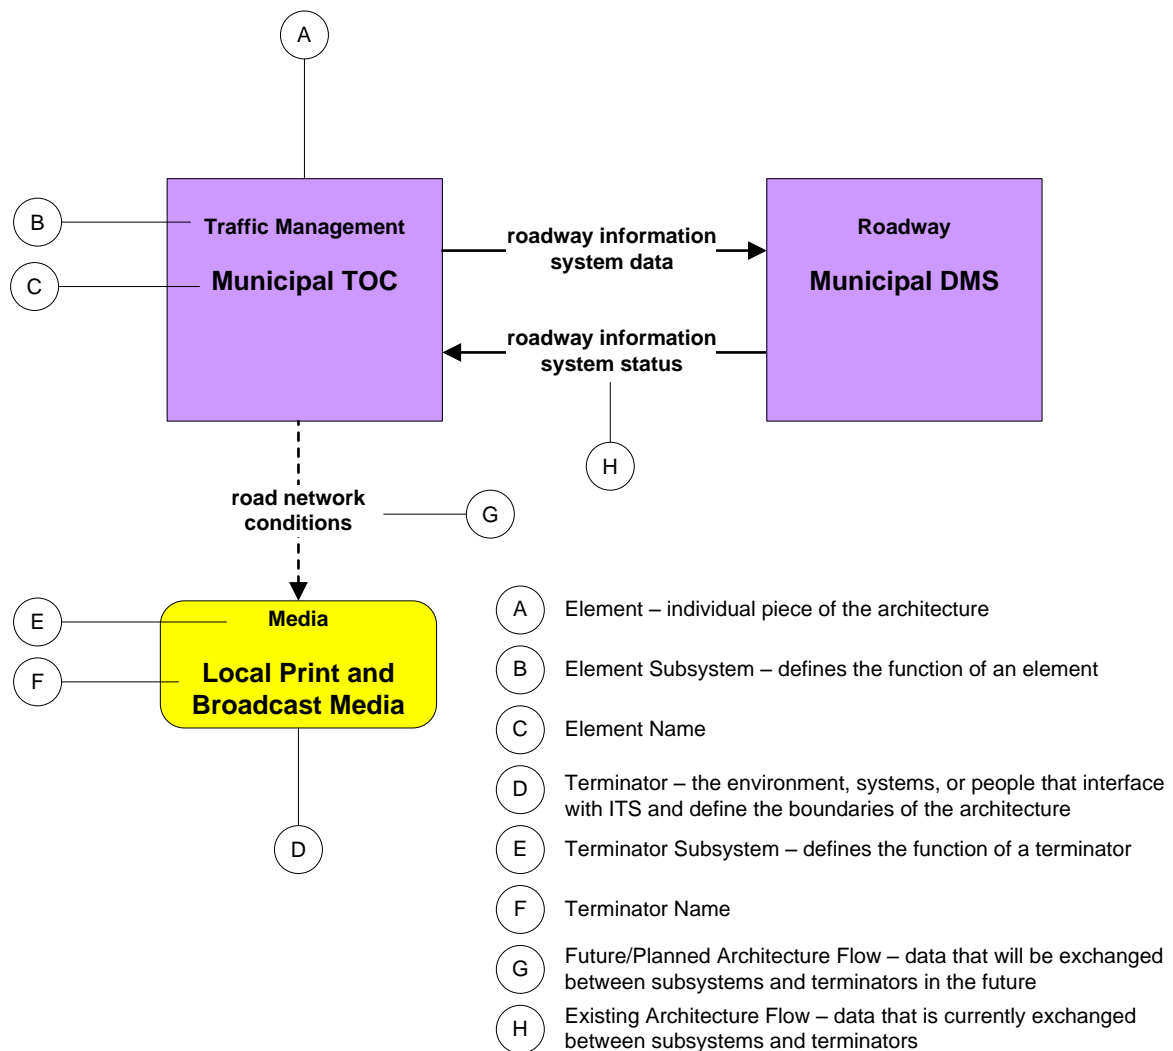 A
B
Traffic Management
C
Municipal TOC
roadway information
system data
Roadway
Municipal DMS
roadway information
system status
H
road network
conditions
G
E
Media
F
Local Print and
Broadcast Media
D
A Element – individual piece of the architecture
B Element Subsystem – defines the function of an element
C Element Name
D Terminator – the environment, systems, or people that interface
with ITS and define the boundaries of the architecture
E Terminator Subsystem – defines the function of a terminator
F Terminator Name
G Future/Planned Architecture Flow – data that will be exchanged
between subsystems and terminators in the future
H Existing Architecture Flow – data that is currently exchanged
between subsystems and terminators